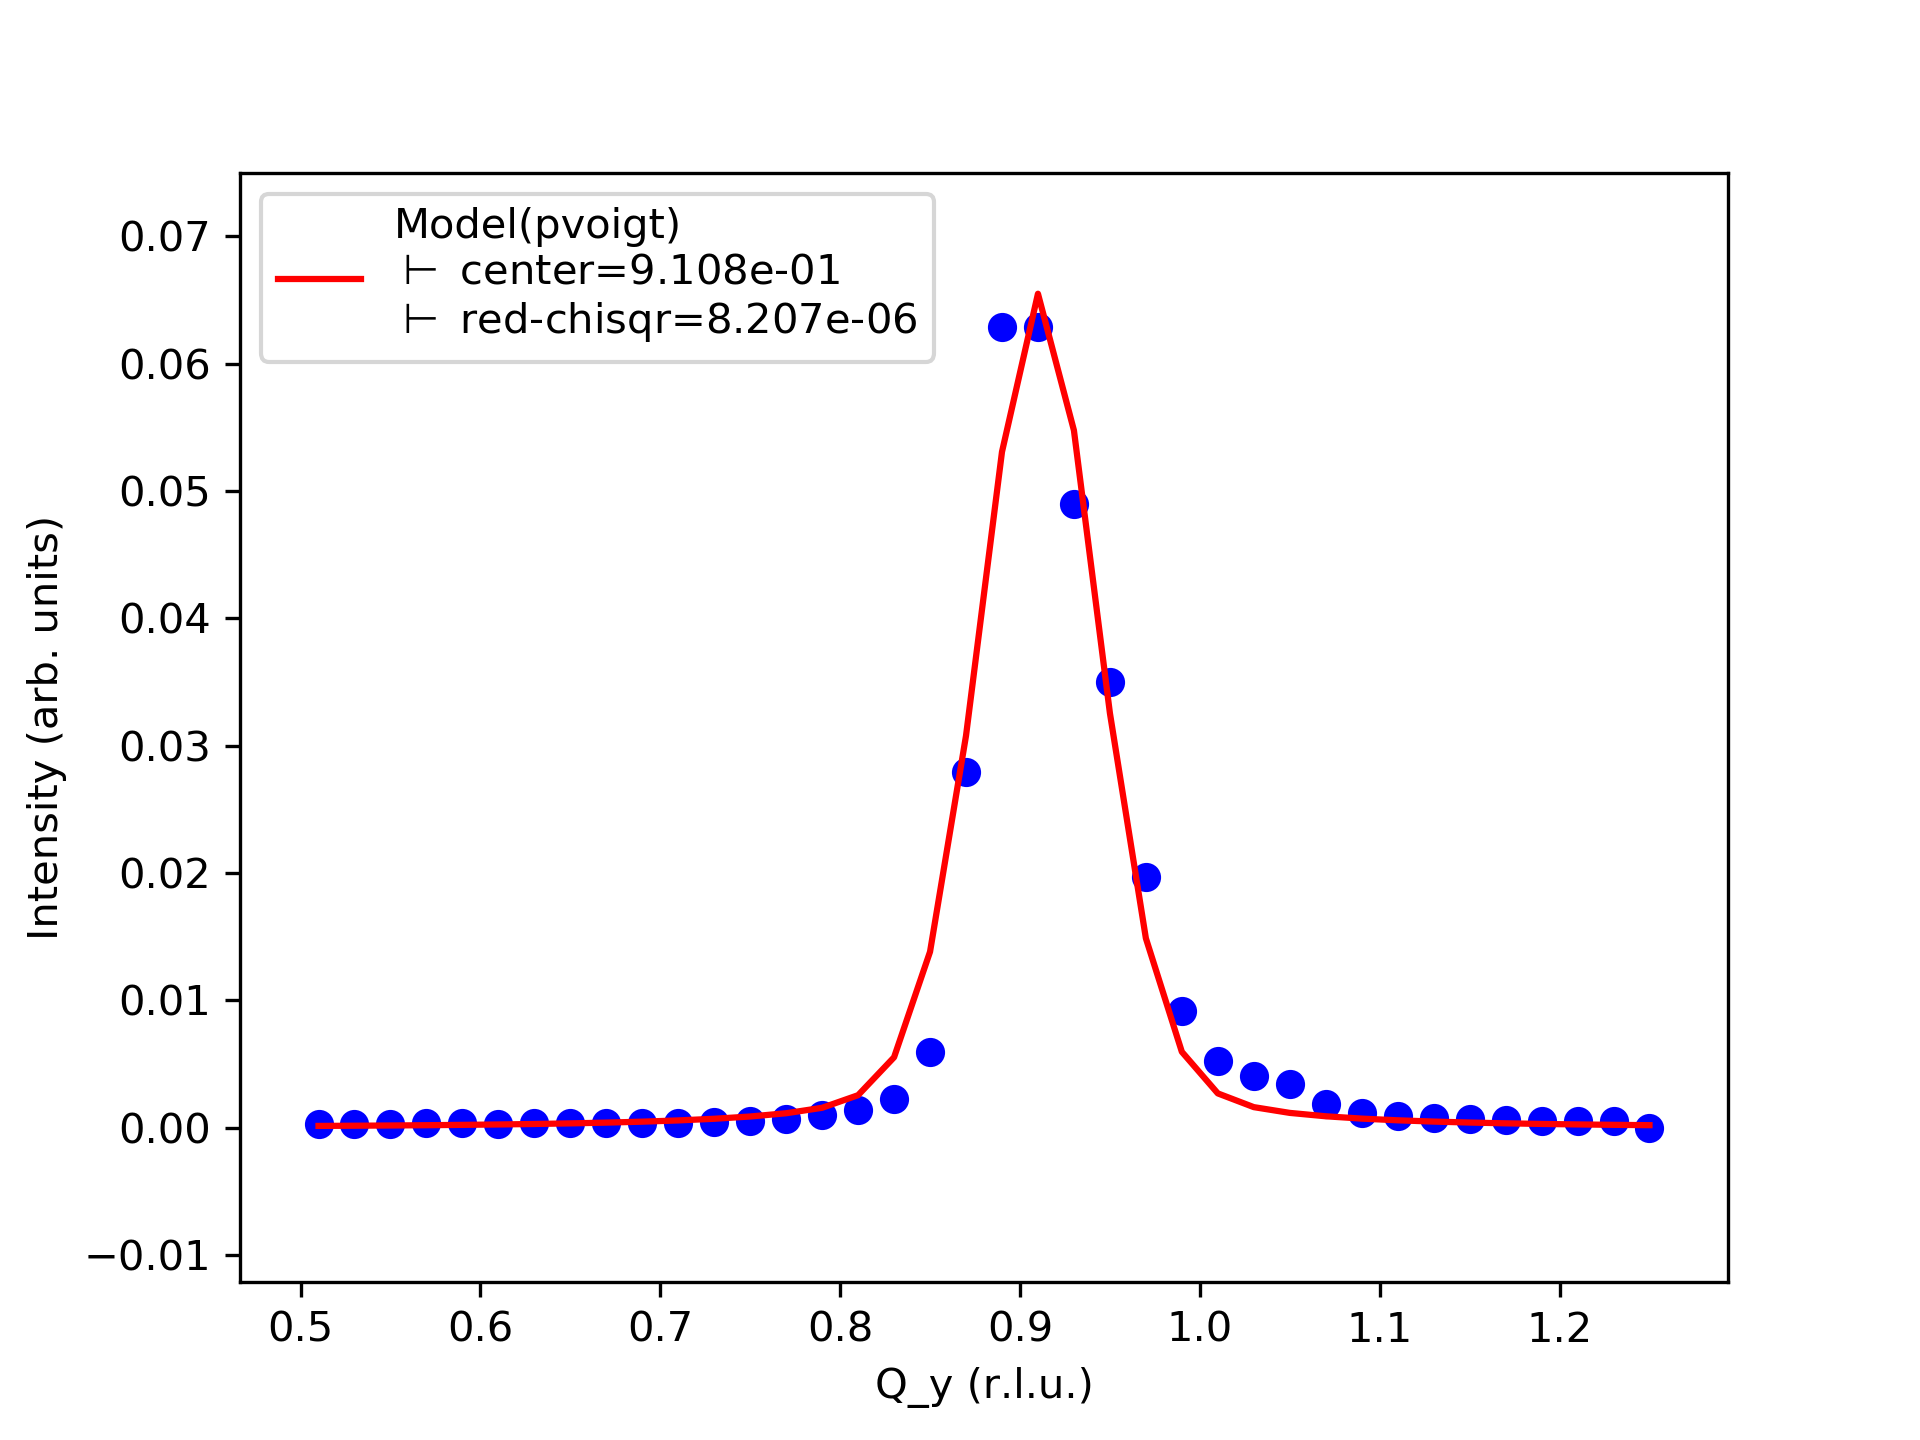 Model(pvoigt)
⊢ center=9.108e-01
⊢ red-chisqr=8.207e-06
0.07
0.06
0.05
0.04
0.03
0.02
0.01
0.00
−0.01
Intensity (arb. units)
0.5 0.6 0.7 0.8 0.9 1.0 1.1 1.2
Q_y (r.l.u.)